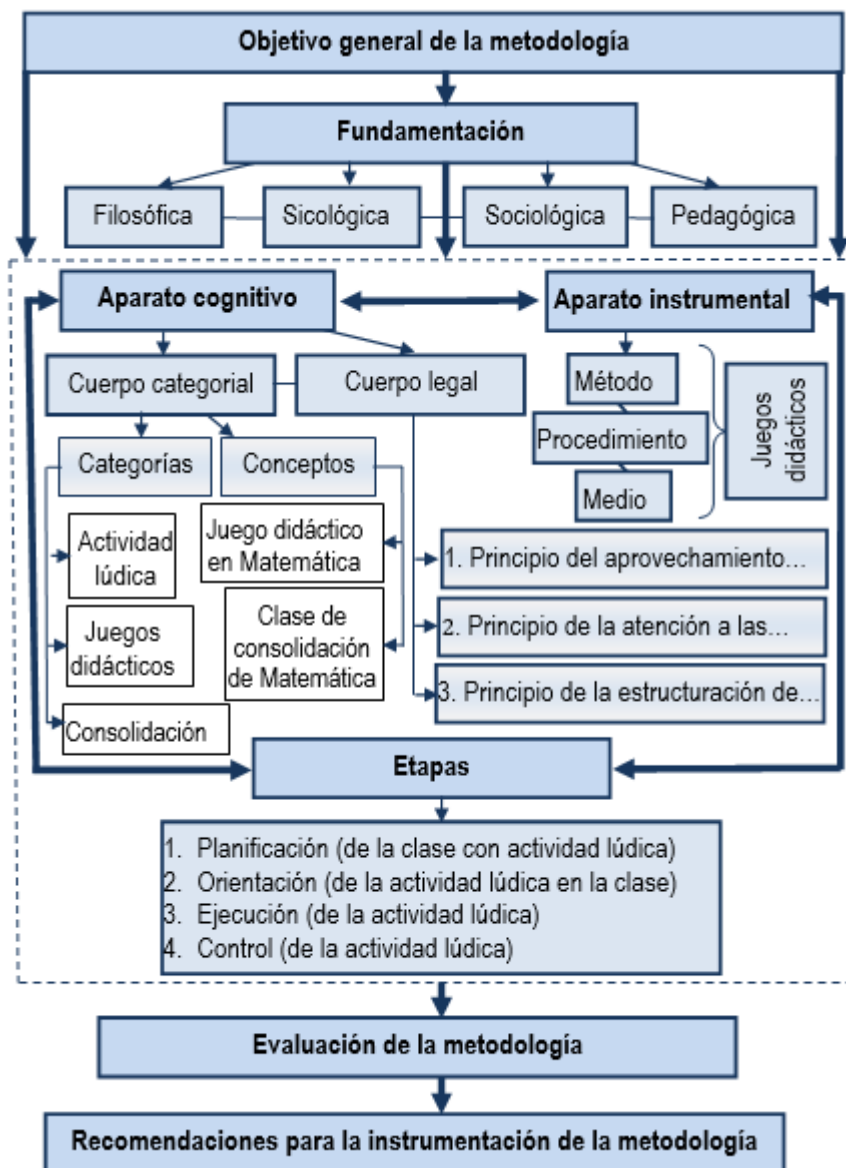 Objetivo general de la metodología
Fundamentación
Filosófica
Sicológica
Sociológica
Pedagógica
Aparato cognitivo
Aparato instrumental
Cuerpo categorial
Cuerpo legal
Método
Procedimiento
Medio
Juegos
didácticos
Categorías
Conceptos
Actividad
lúdica
Juegos
didácticos
Consolidación
Juego didáctico
en Matemática
Clase de
consolidación
de Matemática
1. Principio del aprovechamiento...
2. Principio de la atención a las...
3. Principio de la estructuración de...
Etapas
1. Planificación (de la clase con actividad lúdica)
2. Orientación (de la actividad lúdica en la clase)
3. Ejecución (de la actividad lúdica)
4. Control (de la actividad lúdica)
Evaluación de la metodología
Recomendaciones para la instrumentación de la metodología